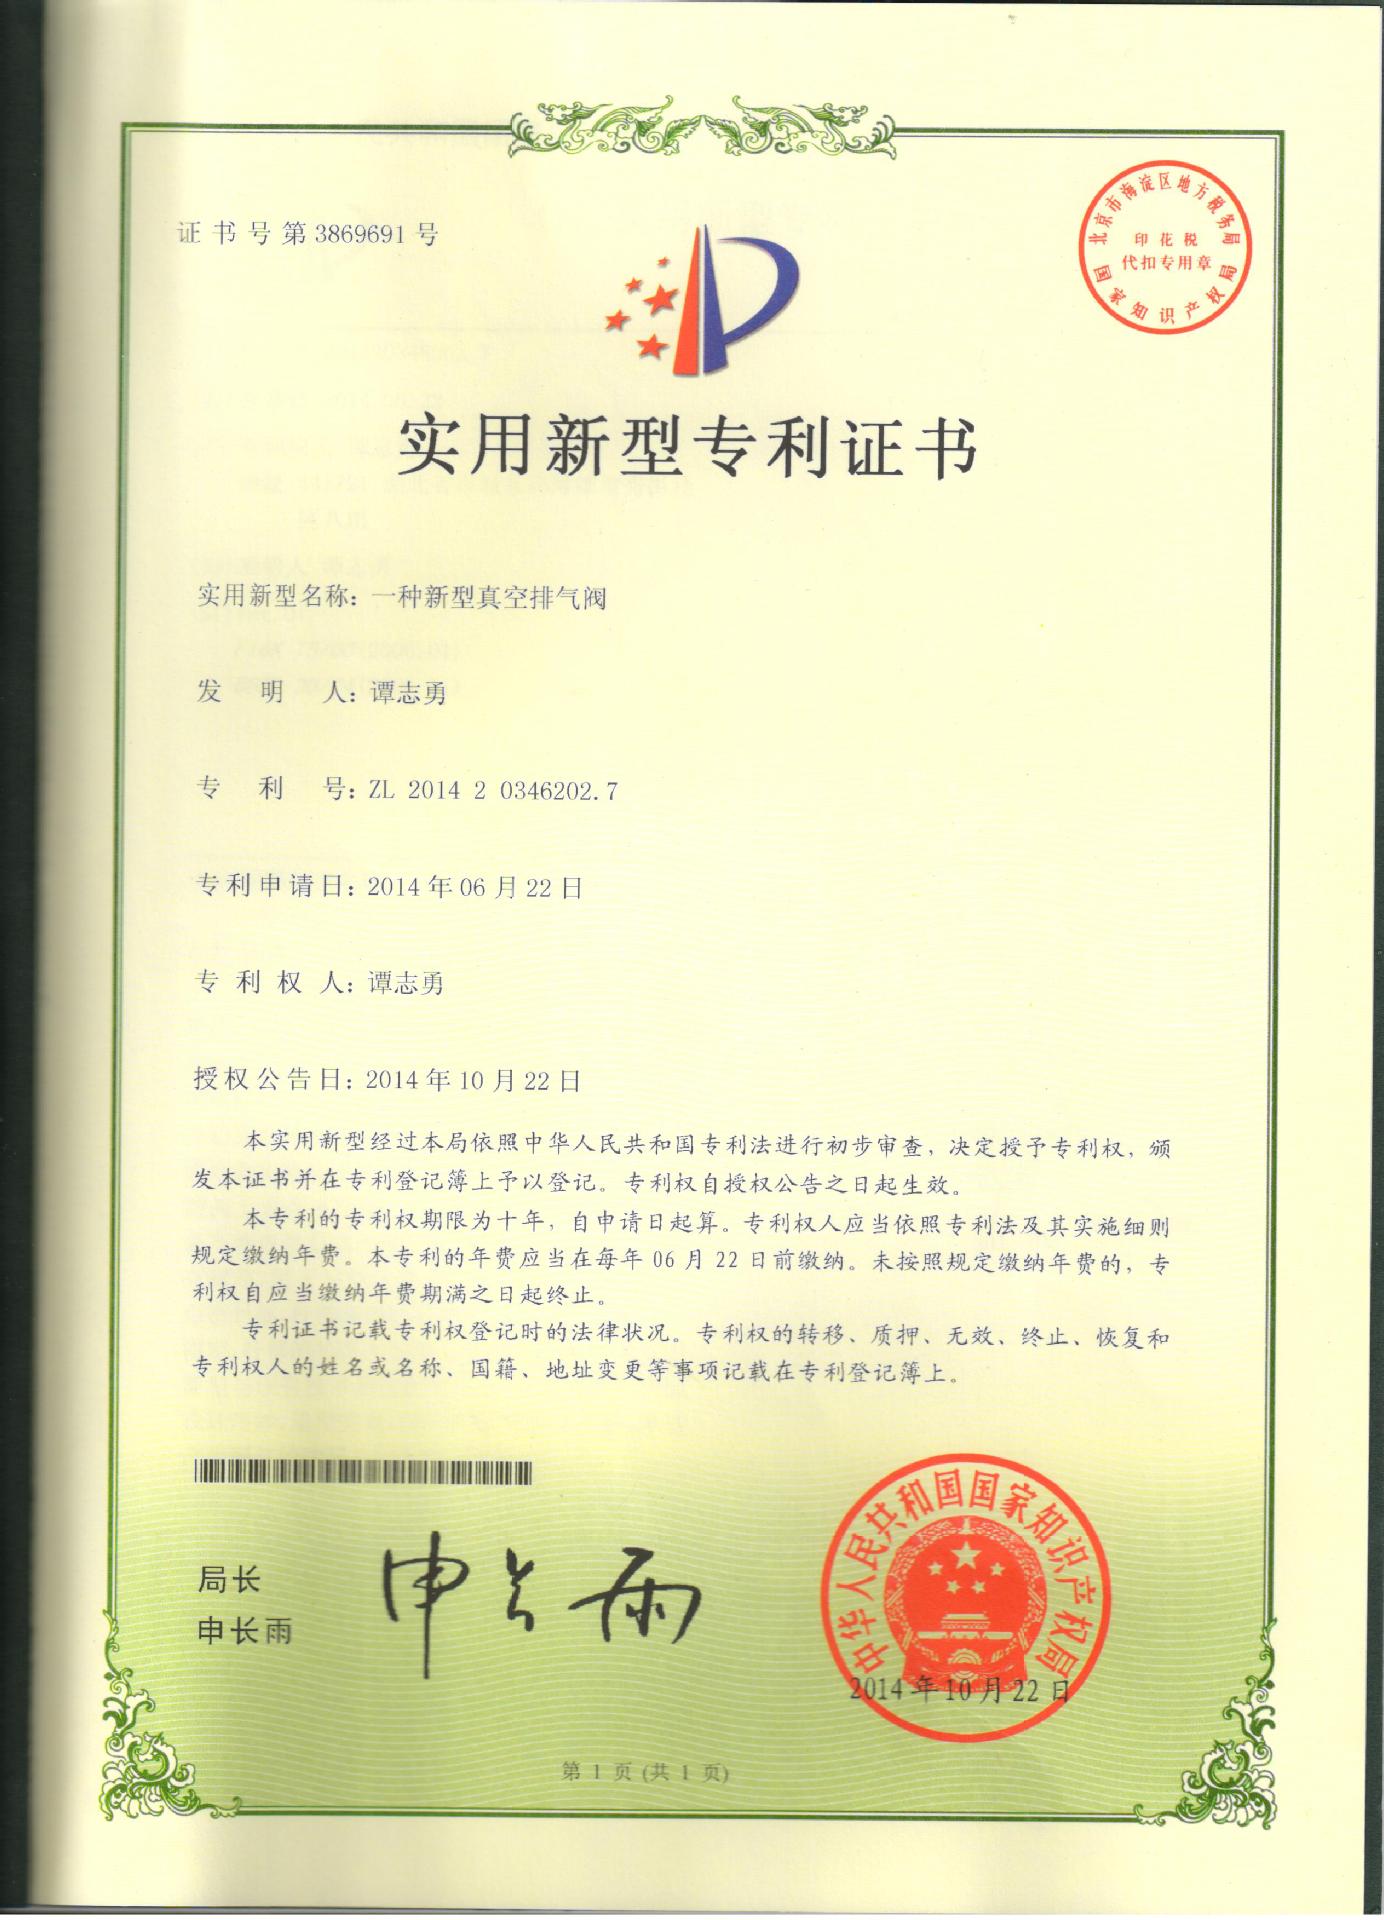 证书号第3869691号
北京市海淀区地方税务局
印花税
代扣专用章
国家知识产权局
实用新型专利证书
实用新型名称：一种新型真空排气阀
发明人：谭志勇
专利号：ZL 2014 2 0346202.7
专利申请日：2014年06月22日
专利权人：谭志勇
授权公告日：2014年10月22日
本实用新型经过本局依照中华人民共和国专利法进行初步审查，决定授予专利权，颁
发本证书并在专利登记簿上予以登记。专利权自授权公告之日起生效。
本专利的专利权期限为十年，自申请日起算。专利权人应当依照专利法及其实施细则
规定缴纳年费。本专利的年费应当在每年06月22日前缴纳。未按照规定缴纳年费的，专
利权自应当缴纳年费期满之日起终止。
专利证书记载专利权登记时的法律状况。专利权的转移、质押、无效、终止、恢复和
专利权人的姓名或名称、国籍、地址变更等事项记载在专利登记簿上。
局长
申长雨
申长雨
中华人民共和国国家知识产权局
2014年10月22日
第1页(共1页)